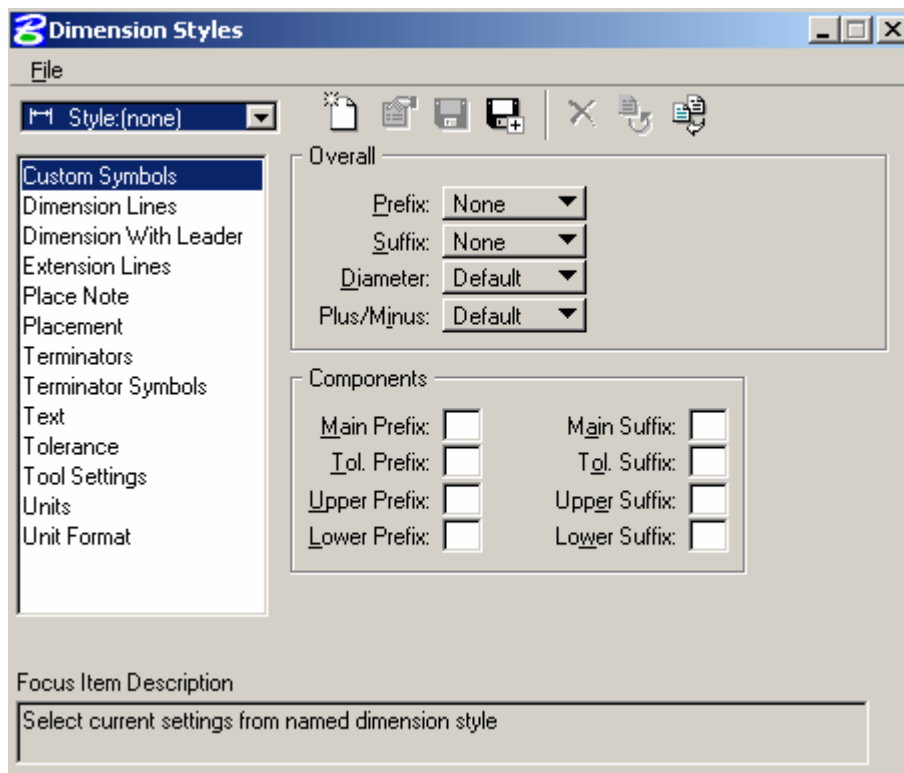 Dimension Styles
File
Style:(none)
Custom Symbols
Dimension Lines
Dimension With Leader
Extension Lines
Place Note
Placement
Terminators
Terminator Symbols
Text
Tolerance
Tool Settings
Units
Unit Format
Overall
Prefix: None
Suffix: None
Diameter: Default
Plus/Minus: Default
Components
Main Prefix: Main Suffix:
Tol. Prefix: Tol. Suffix:
Upper Prefix: Upper Suffix:
Lower Prefix: Lower Suffix:
Focus Item Description
Select current settings from named dimension style